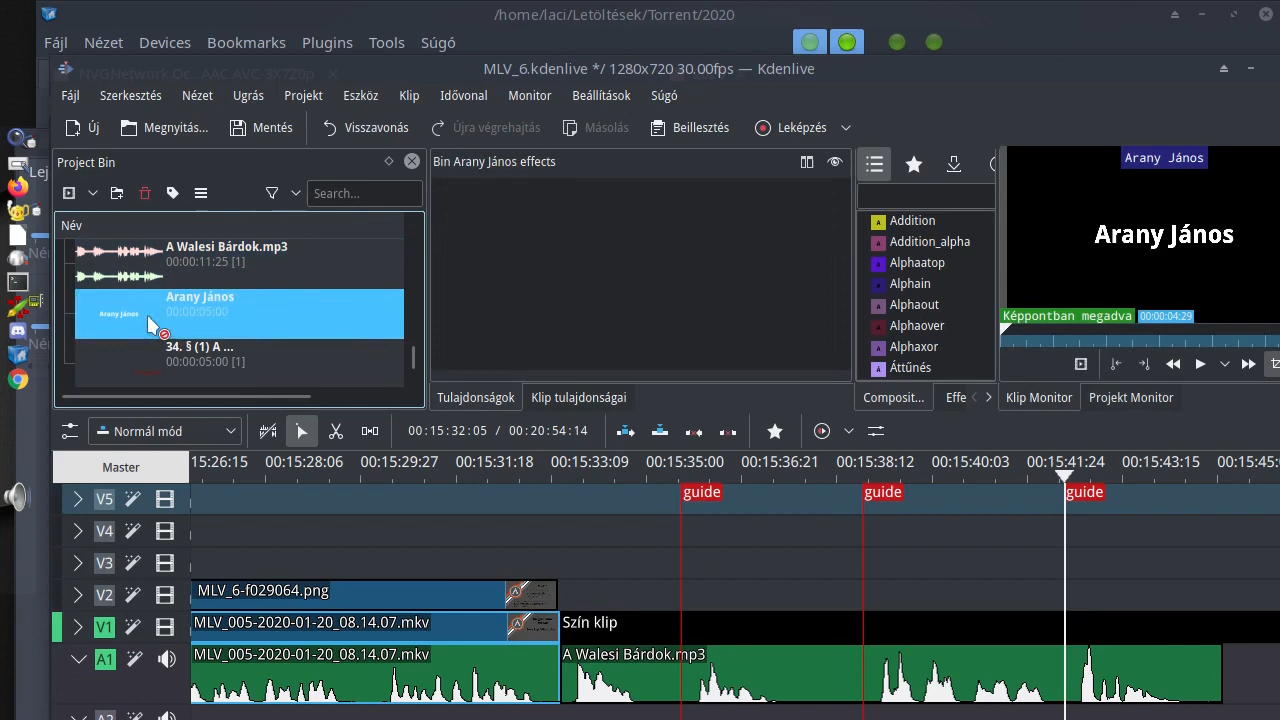 /home/laci/Letöltések/Torrent/2020
Fájl Nézet Devices Bookmarks Plugins Tools Súgó
MLV_6.kdenlive */ 1280x720 30.00fps — Kdenlive
Fájl Szerkesztés Nézet Ugrás Projekt Eszköz Klip Idővonal Monitor Beállítások Súgó
Új Megnyitás... Mentés Visszavonás Újra végrehajtás Másolás Beillesztés Leképzés
Project Bin
Search...
Név
A Walesi Bárdok.mp3
00:00:11:25 [1]
Arany János
Arany János
00:00:05:00
34. § (1) A ...
00:00:05:00 [1]
Bin Arany János effects
Tulajdonságok Klip tulajdonságai
Addition
Addition_alpha
Alphaatop
Alphain
Alphaout
Alphaover
Alphaxor
Áttűnés
Composit... Effe
Arany János
Arany János
Képpontban megadva 00:00:04:29
Klip Monitor Projekt Monitor
Normál mód 00:15:32:05 / 00:20:54:14
Master
15:26:15 00:15:28:06 00:15:29:27 00:15:31:18 00:15:33:09 00:15:35:00 00:15:36:21 00:15:38:12 00:15:40:03 00:15:41:24 00:15:43:15 00:15:45:0
V5 guide guide guide
V4
V3
V2 MLV_6-f029064.png
V1 MLV_005-2020-01-20_08.14.07.mkv Szín klip
A1 MLV_005-2020-01-20_08.14.07.mkv A Walesi Bárdok.mp3
A2